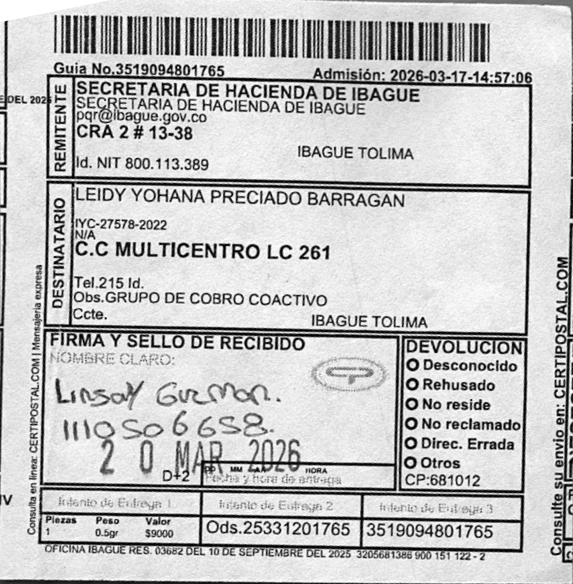 Guia No.3519094801765
Admisión: 2026-03-17-14:57:06
REMITENTE
SECRETARIA DE HACIENDA DE IBAGUE
SECRETARIA DE HACIENDA DE IBAGUE
pqr@ibague.gov.co
CRA 2 # 13-38
IBAGUE TOLIMA
Id. NIT 800.113.389
DESTINATARIO
LEIDY YOHANA PRECIADO BARRAGAN
IYC-27578-2022
N/A
C.C MULTICENTRO LC 261
Tel.215 Id.
Obs.GRUPO DE COBRO COACTIVO
Ccte.
IBAGUE TOLIMA
FIRMA Y SELLO DE RECIBIDO
NOMBRE CLARO:
Linsay Guzman.
1110506658.
20 MAR 2026
D+2
MM
HORA
Fecha y hora de entrega
DEVOLUCION
Desconocido
Rehusado
No reside
No reclamado
Direc. Errada
Otros
CP:681012
Intento de Entrega 1
Intento de Entrega 2
Intento de Entrega 3
Piezas Peso Valor
1 0.5gr $9000
Ods.25331201765
3519094801765
OFICINA IBAGUE RES. 03682 DEL 10 DE SEPTIEMBRE DEL 2025 3205681386 900 151 122 - 2
Consulta en linea: CERTIPOSTAL.COM | Mensajeria expresa
Consulte su envio en: CERTIPOSTAL.COM
DEL 2025
IV